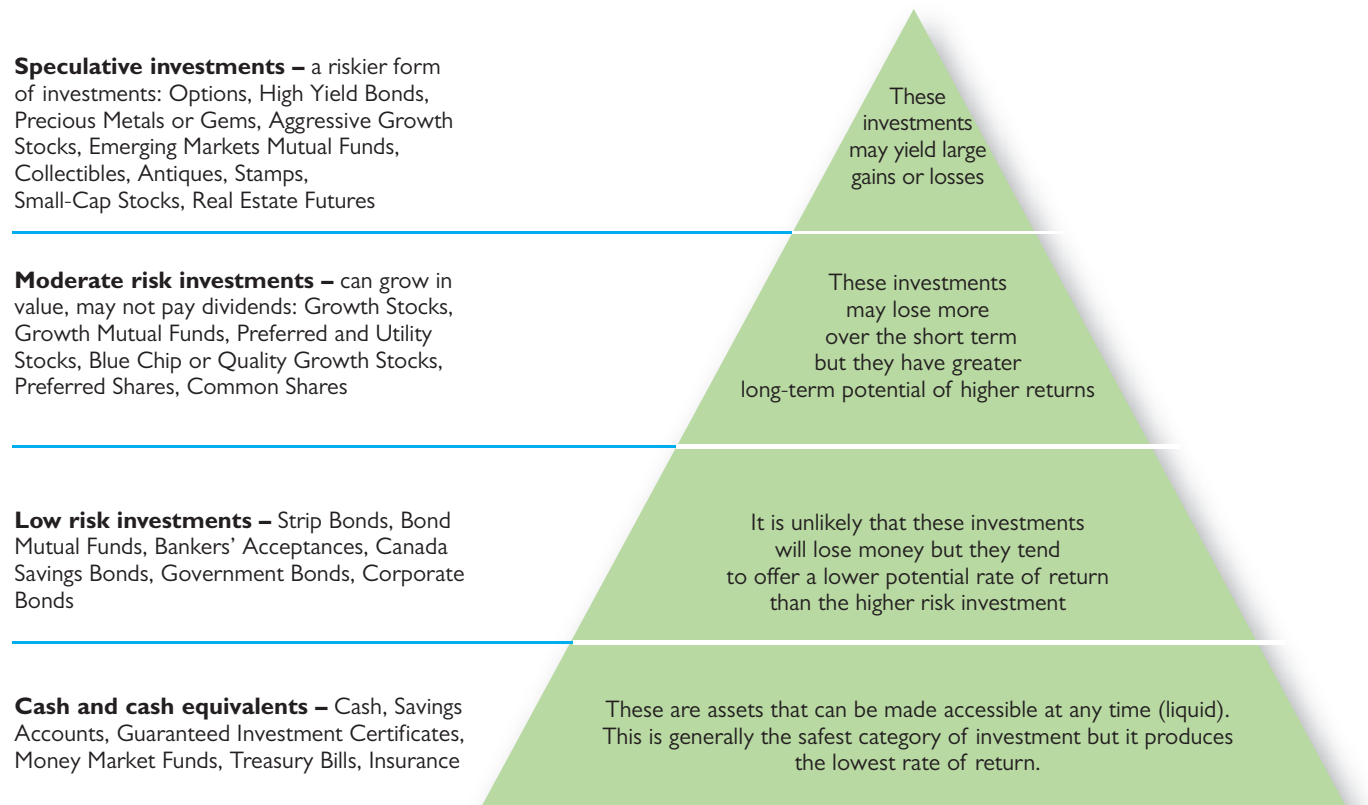 Speculative investments – a riskier form
of investments: Options, High Yield Bonds,
Precious Metals or Gems, Aggressive Growth
Stocks, Emerging Markets Mutual Funds,
Collectibles, Antiques, Stamps,
Small-Cap Stocks, Real Estate Futures
These
investments
may yield large
gains or losses
Moderate risk investments – can grow in
value, may not pay dividends: Growth Stocks,
Growth Mutual Funds, Preferred and Utility
Stocks, Blue Chip or Quality Growth Stocks,
Preferred Shares, Common Shares
These investments
may lose more
over the short term
but they have greater
long-term potential of higher returns
Low risk investments – Strip Bonds, Bond
Mutual Funds, Bankers’ Acceptances, Canada
Savings Bonds, Government Bonds, Corporate
Bonds
It is unlikely that these investments
will lose money but they tend
to offer a lower potential rate of return
than the higher risk investment
Cash and cash equivalents – Cash, Savings
Accounts, Guaranteed Investment Certificates,
Money Market Funds, Treasury Bills, Insurance
These are assets that can be made accessible at any time (liquid).
This is generally the safest category of investment but it produces
the lowest rate of return.